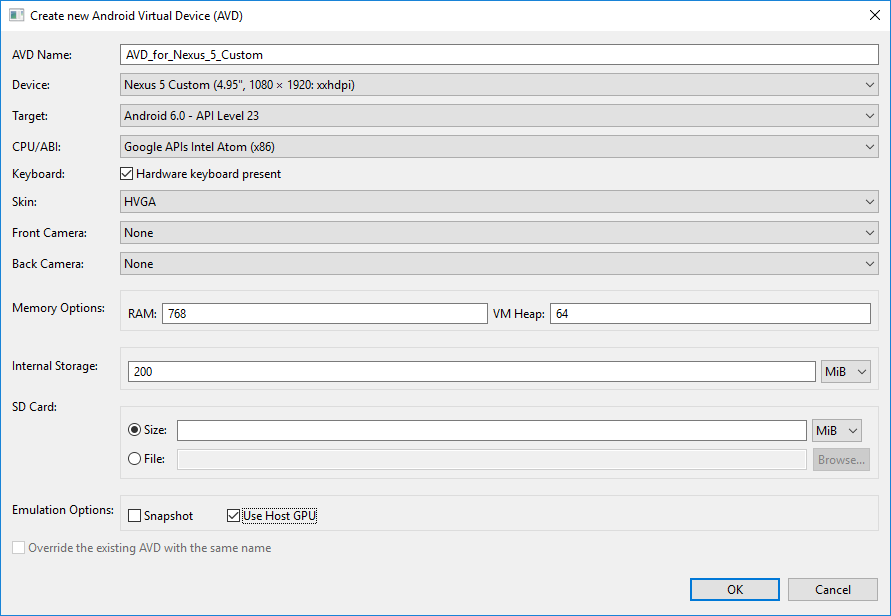 Create new Android Virtual Device (AVD)
AVD Name: AVD_for_Nexus_5_Custom
Device: Nexus 5 Custom (4.95", 1080 × 1920: xxhdpi)
Target: Android 6.0 - API Level 23
CPU/ABI: Google APIs Intel Atom (x86)
Keyboard: Hardware keyboard present
Skin: HVGA
Front Camera: None
Back Camera: None
Memory Options: RAM: 768 VM Heap: 64
Internal Storage: 200 MiB
SD Card:
Size: MiB
File: Browse...
Emulation Options: Snapshot Use Host GPU
Override the existing AVD with the same name
OK Cancel